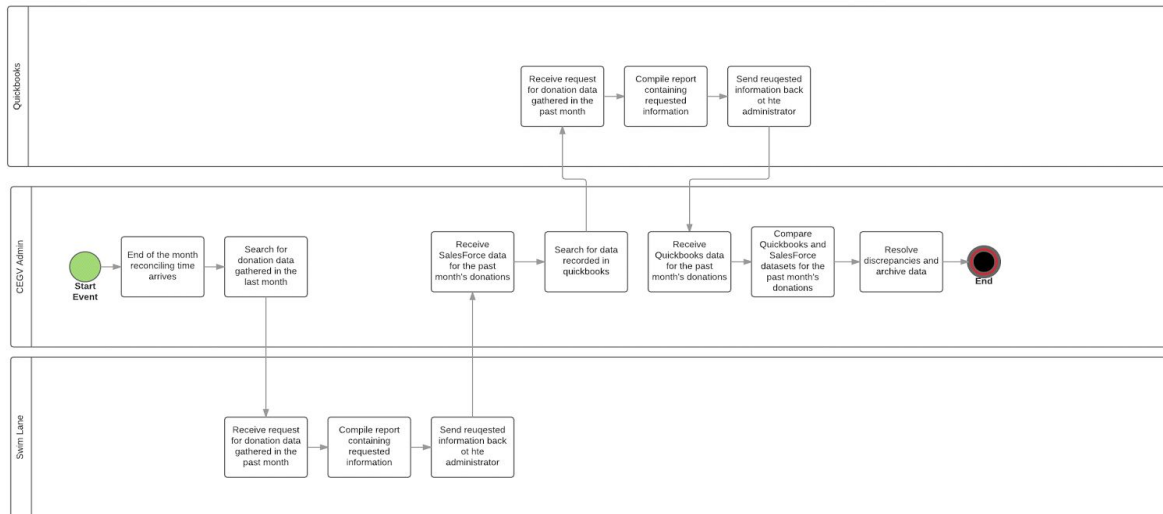 Quickbooks
Receive request
for donation data
gathered in the
past month
Compile report
containing
requested
information
Send reuqested
information back
ot hte
administrator
CEGV Admin
Start
Event
End of the month
reconciling time
arrives
Search for
donation data
gathered in the
last month
Receive
SalesForce data
for the past
month's donations
Search for data
recorded in
quickbooks
Receive
Quickbooks data
for the past
month's donations
Compare
Quickbooks and
SalesForce
datasets for the
past month's
donations
Resolve
discrepancies and
archive data
End
Swim Lane
Receive request
for donation data
gathered in the
past month
Compile report
containing
requested
information
Send reuqested
information back
ot hte
administrator